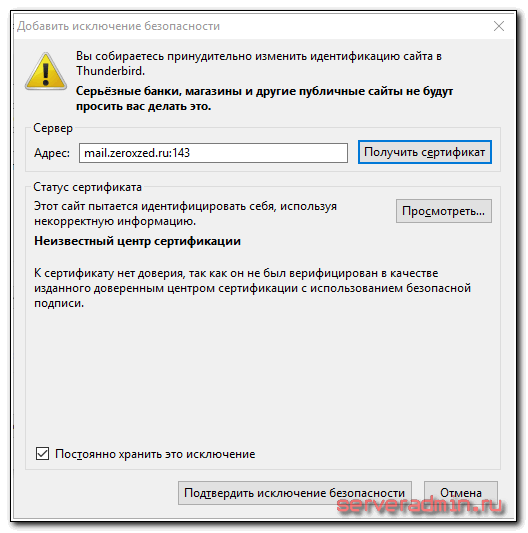 Добавить исключение безопасности
Вы собираетесь принудительно изменить идентификацию сайта в
Thunderbird.
Серьёзные банки, магазины и другие публичные сайты не будут
просить вас делать это.
Сервер
Адрес: mail.zeroxzed.ru:143 Получить сертификат
Статус сертификата
Этот сайт пытается идентифицировать себя, используя
некорректную информацию.
Просмотреть...
Неизвестный центр сертификации
К сертификату нет доверия, так как он не был верифицирован в качестве
изданного доверенным центром сертификации с использованием безопасной
подписи.
Постоянно хранить это исключение
Подтвердить исключение безопасности Отмена
serveradmin.ru